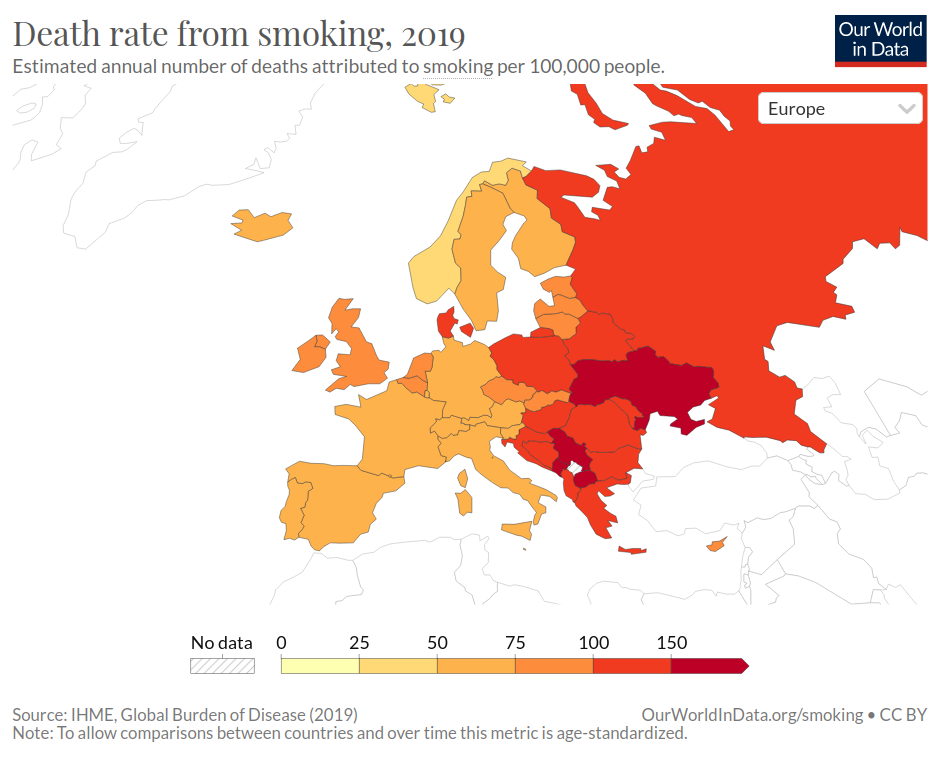 Death rate from smoking, 2019
Our World
in Data
Estimated annual number of deaths attributed to smoking per 100,000 people.
Europe
No data 0 25 50 75 100 150
Source: IHME, Global Burden of Disease (2019)
OurWorldInData.org/smoking • CC BY
Note: To allow comparisons between countries and over time this metric is age-standardized.